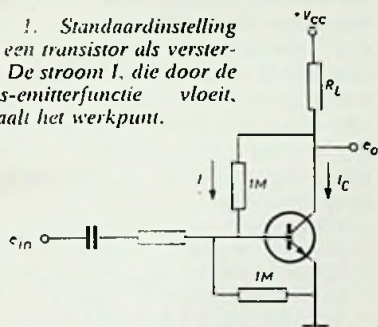 1. Standaardinstelling
een transistor als verster-
De stroom I, die door de
s-emitterfunctie vloeit,
aalt het werkpunt.
+VCC
RL
eo
I
1M
IC
ein
1M